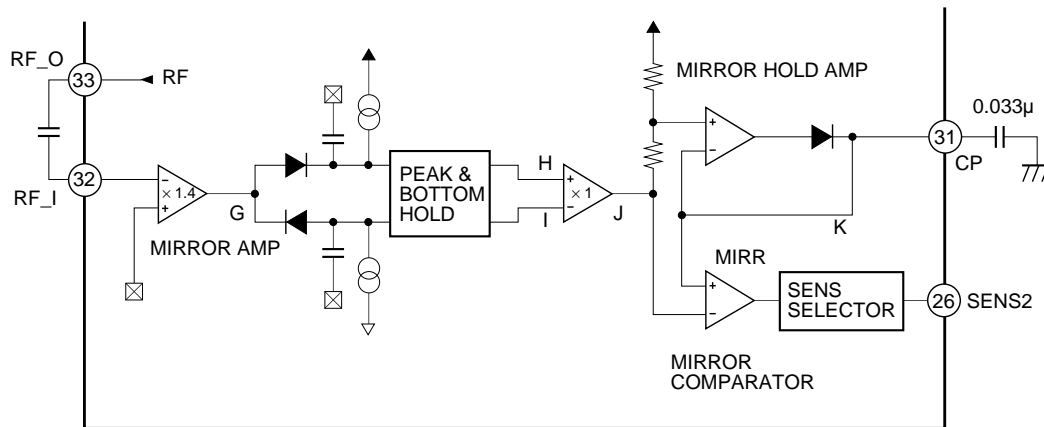 RF_O
33
RF
32
RF_I
−
× 1.4
+
MIRROR AMP
G
PEAK &
BOTTOM
HOLD
H
I
+
× 1
−
J
MIRROR HOLD AMP
+
−
K
31
CP
0.033µ
MIRR
+
−
SENS
SELECTOR
26
SENS2
MIRROR
COMPARATOR